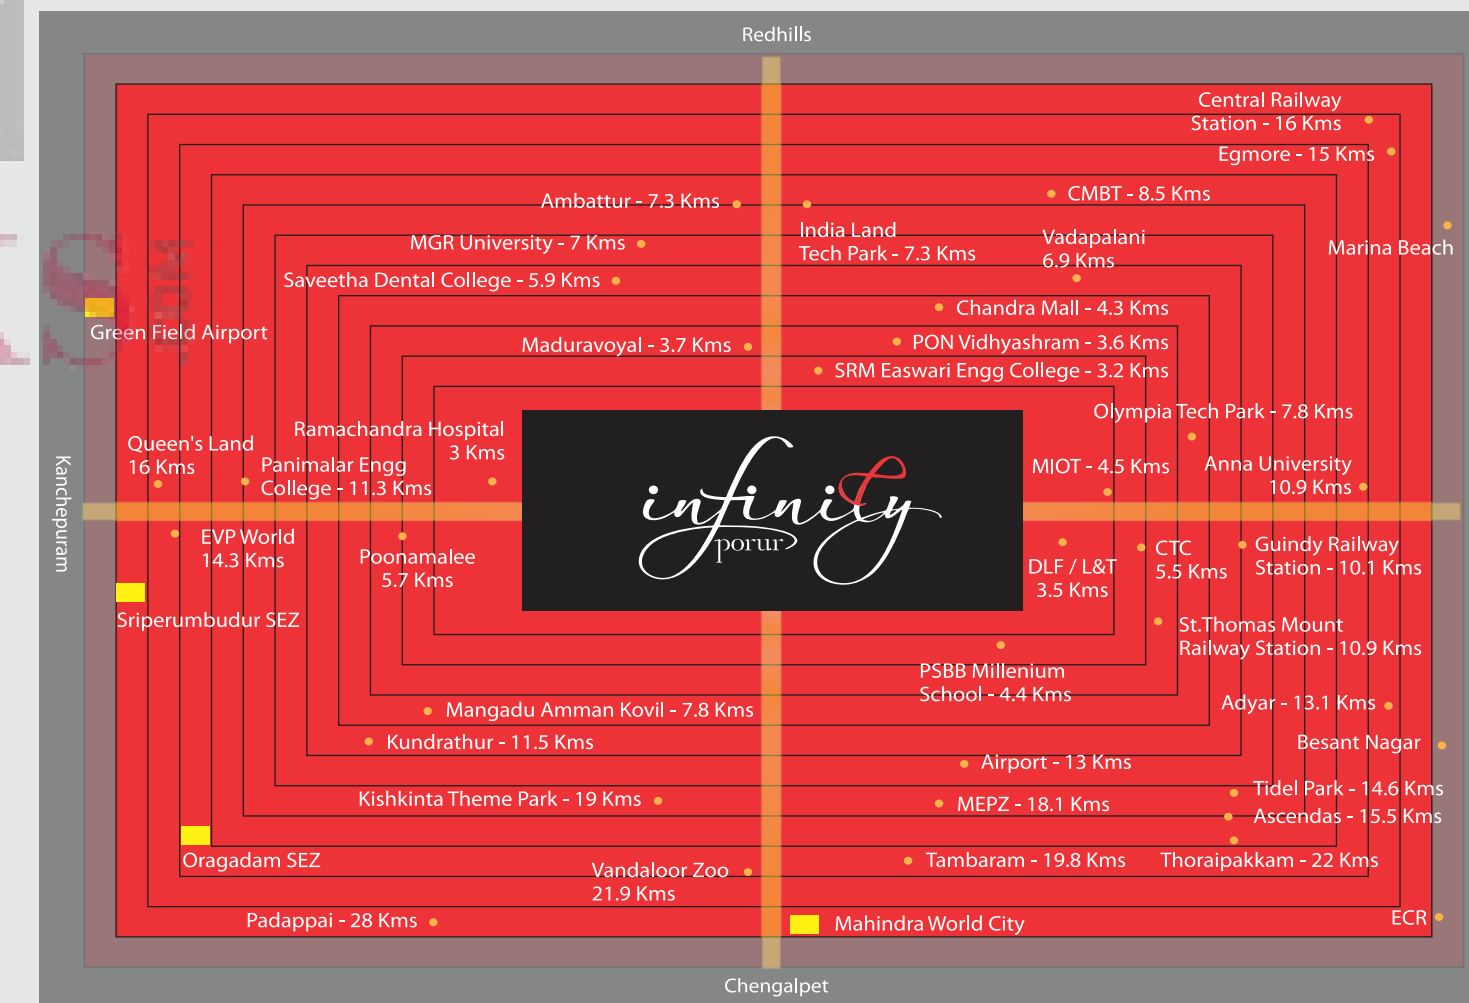 Redhills
Central Railway
Station - 16 Kms
Egmore - 15 Kms
Ambattur - 7.3 Kms
CMBT - 8.5 Kms
India Land
Tech Park - 7.3 Kms
MGR University - 7 Kms
Vadapalani
6.9 Kms
Marina Beach
Saveetha Dental College - 5.9 Kms
Chandra Mall - 4.3 Kms
Green Field Airport
Maduravoyal - 3.7 Kms
PON Vidhyashram - 3.6 Kms
SRM Easwari Engg College - 3.2 Kms
Olympia Tech Park - 7.8 Kms
Ramachandra Hospital
3 Kms
Queen's Land
16 Kms
Panimalar Engg
College - 11.3 Kms
MIOT - 4.5 Kms
Anna University
10.9 Kms
Kanchepuram
infinity
porur
EVP World
14.3 Kms
Poonamalee
5.7 Kms
DLF / L&T
3.5 Kms
CTC
5.5 Kms
Guindy Railway
Station - 10.1 Kms
Sriperumbudur SEZ
St.Thomas Mount
Railway Station - 10.9 Kms
PSBB Millenium
School - 4.4 Kms
Mangadu Amman Kovil - 7.8 Kms
Adyar - 13.1 Kms
Kundrathur - 11.5 Kms
Besant Nagar
Airport - 13 Kms
Tidel Park - 14.6 Kms
Kishkinta Theme Park - 19 Kms
MEPZ - 18.1 Kms
Ascendas - 15.5 Kms
Oragadam SEZ
Tambaram - 19.8 Kms
Thoraipakkam - 22 Kms
Vandaloor Zoo
21.9 Kms
Padappai - 28 Kms
Mahindra World City
ECR
Chengalpet